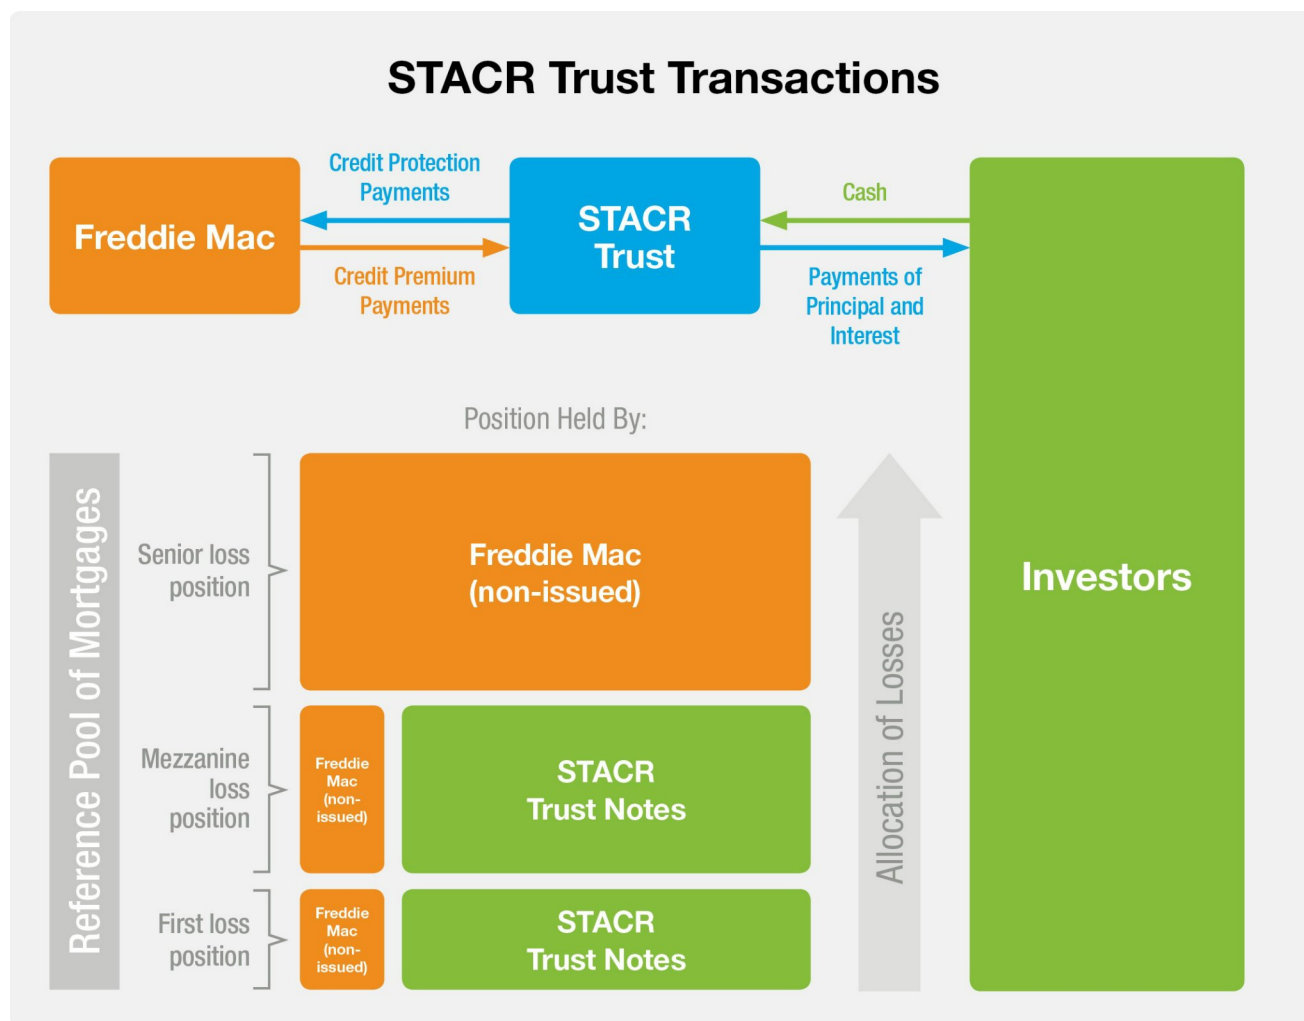 STACR Trust Transactions
Freddie Mac
Credit Protection
Payments
Credit Premium
Payments
STACR
Trust
Cash
Payments of
Principal and
Interest
Investors
Position Held By:
Reference Pool of Mortgages
Senior loss
position
Freddie Mac
(non-issued)
Mezzanine
loss
position
Freddie
Mac
(non-
issued)
STACR
Trust Notes
First loss
position
Freddie
Mac
(non-
issued)
STACR
Trust Notes
Allocation of Losses